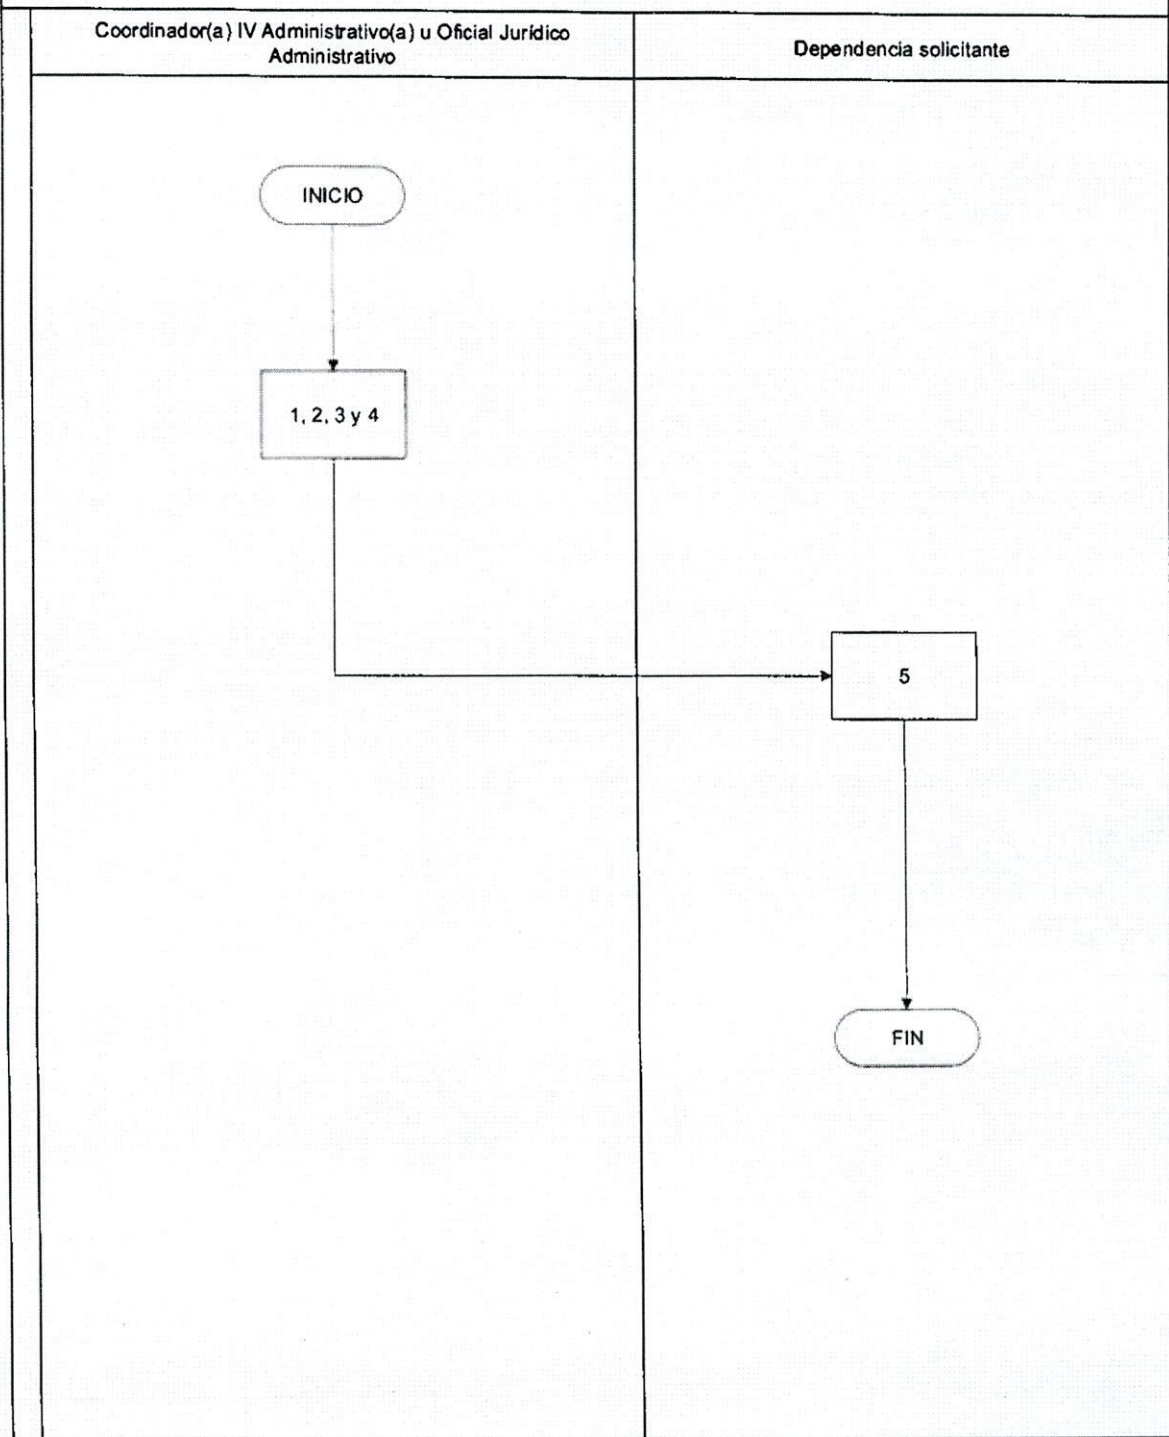 Coordinador(a) IV Administrativo(a) u Oficial Jurídico
Administrativo
Dependencia solicitante
INICIO
1, 2, 3 y 4
5
FIN